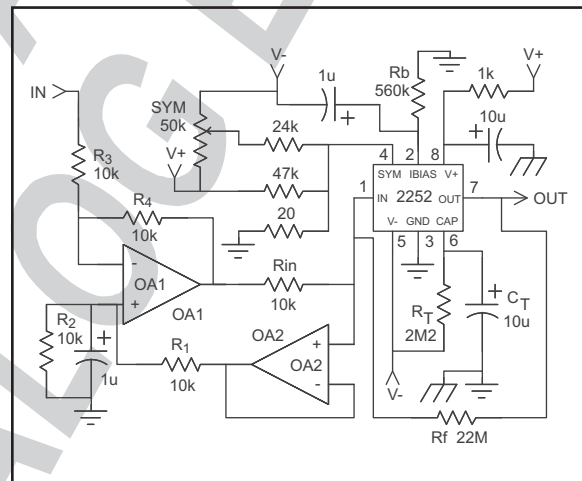 V-
V+
IN
1u
+
Rb
560k
1k
SYM
50k
10u
+
V+
24k
R3
10k
47k
4 2 8
SYM IBIAS V+
1 IN 2252 OUT 7 OUT
V- GND CAP
5 3 6
R4
10k
20
-
OA1
+
OA1
Rin
10k
RT
2M2
+
CT
10u
R2
10k
+
1u
R1
10k
OA2
+
OA2
-
V-
Rf 22M